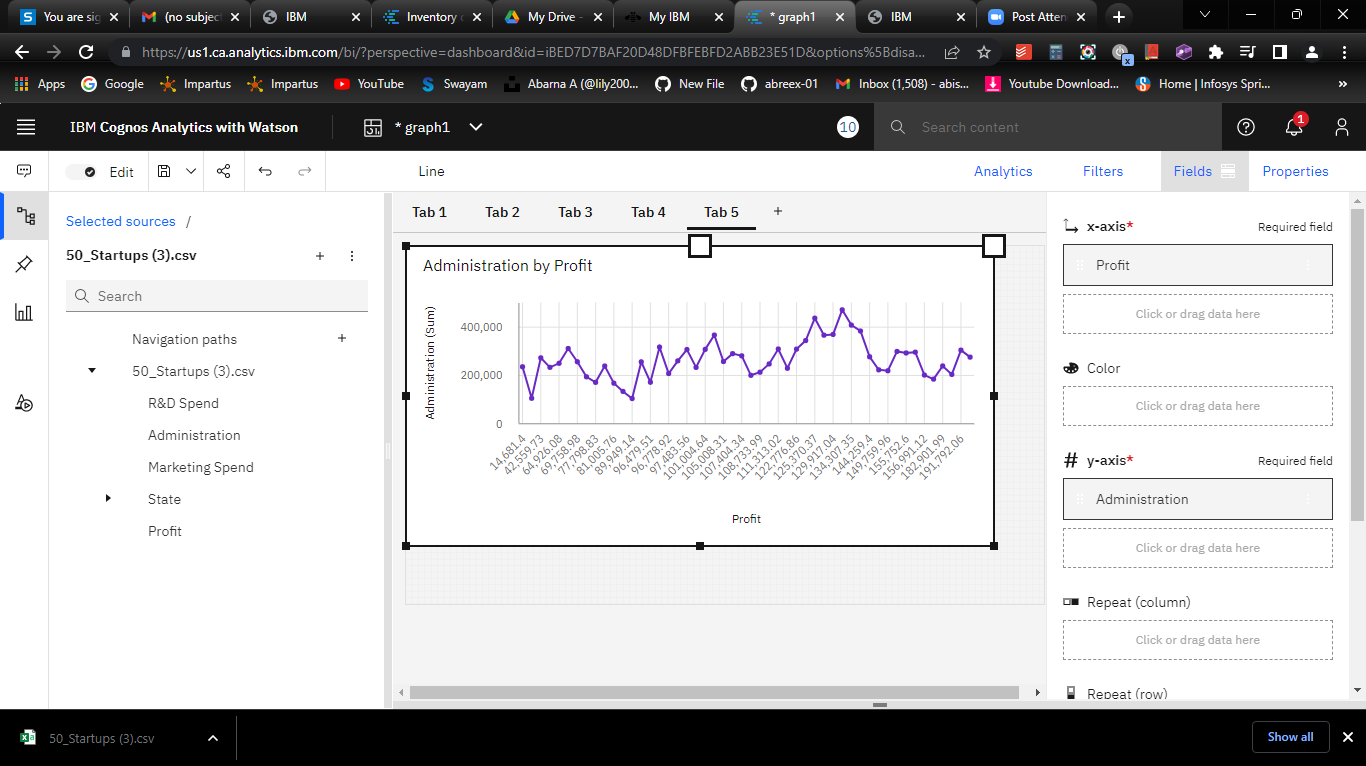 You are sig
(no subjec
IBM
Inventory c
My Drive -
My IBM
* graph1
IBM
Post Atten
https://us1.ca.analytics.ibm.com/bi/?perspective=dashboard&id=iBED7D7BAF20D48DFBFEBFD2ABB23E51D&options%5Bdisa...
Apps
Google
Impartus
Impartus
YouTube
Swayam
Abarna A (@lily200...
New File
abreex-01
Inbox (1,508) - abis...
Youtube Download...
Home | Infosys Spri...
»
IBM Cognos Analytics with Watson
* graph1
10
Search content
1
Edit
Line
Analytics
Filters
Fields
Properties
Selected sources /
50_Startups (3).csv
Search
Navigation paths
50_Startups (3).csv
R&D Spend
Administration
Marketing Spend
State
Profit
Tab 1
Tab 2
Tab 3
Tab 4
Tab 5
Administration by Profit
Administration (Sum)
400,000
200,000
0
14,681.4
42,559.73
64,926.08
69,758.98
77,798.83
81,005.76
89,949.14
96,479.51
96,778.92
97,483.56
101,004.64
105,008.31
107,404.34
108,733.99
111,313.02
122,776.86
125,370.37
129,917.04
134,307.35
144,259.4
149,759.96
155,752.6
156,991.12
182,901.99
191,792.06
Profit
x-axis*
Required field
Profit
Click or drag data here
Color
Click or drag data here
y-axis*
Required field
Administration
Click or drag data here
Repeat (column)
Click or drag data here
Repeat (row)
50_Startups (3).csv
Show all